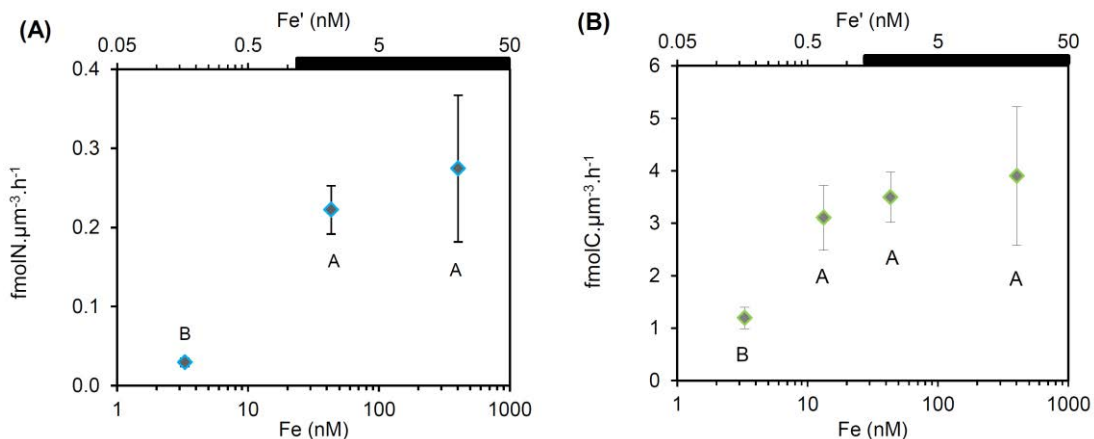 (A)
Fe' (nM)
0.05 0.5 5 50
0.4
0.3
0.2
0.1
0.0
fmolN.µm⁻³.h⁻¹
B
A
A
1 10 100 1000
Fe (nM)
(B)
Fe' (nM)
0.05 0.5 5 50
6
5
4
3
2
1
0
fmolC.µm⁻³.h⁻¹
B
A
A
A
1 10 100 1000
Fe (nM)